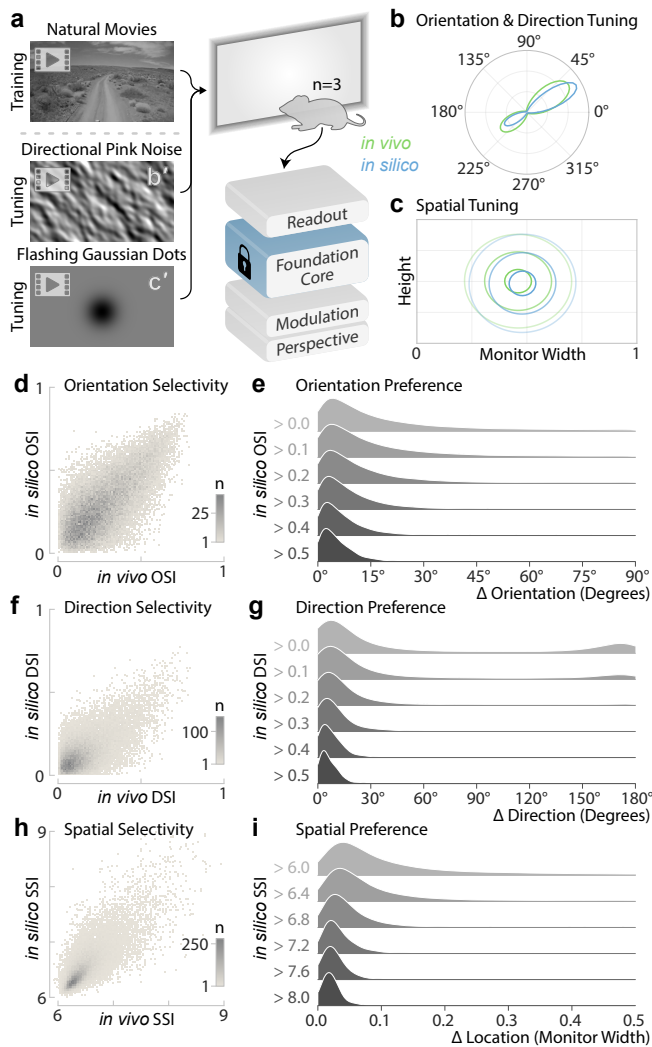 a
Natural Movies
Training
Directional Pink Noise
Tuning
b′
Flashing Gaussian Dots
Tuning
c′
n=3
in vivo
in silico
Readout
Foundation
Core
Modulation
Perspective
b Orientation & Direction Tuning
90°
135° 45°
180° 0°
225° 315°
270°
c Spatial Tuning
Height
0 Monitor Width 1
d Orientation Selectivity
1
in silico OSI
n
25
1
0
0 in vivo OSI 1
e Orientation Preference
in silico OSI
> 0.0
> 0.1
> 0.2
> 0.3
> 0.4
> 0.5
0° 15° 30° 45° 60° 75° 90°
Δ Orientation (Degrees)
f Direction Selectivity
1
in silico DSI
n
100
1
0
0 in vivo DSI 1
g Direction Preference
in silico DSI
> 0.0
> 0.1
> 0.2
> 0.3
> 0.4
> 0.5
0° 30° 60° 90° 120° 150° 180°
Δ Direction (Degrees)
h Spatial Selectivity
9
in silico SSI
n
250
1
6
6 in vivo SSI 9
i Spatial Preference
in silico SSI
> 6.0
> 6.4
> 6.8
> 7.2
> 7.6
> 8.0
0.0 0.1 0.2 0.3 0.4 0.5
Δ Location (Monitor Width)